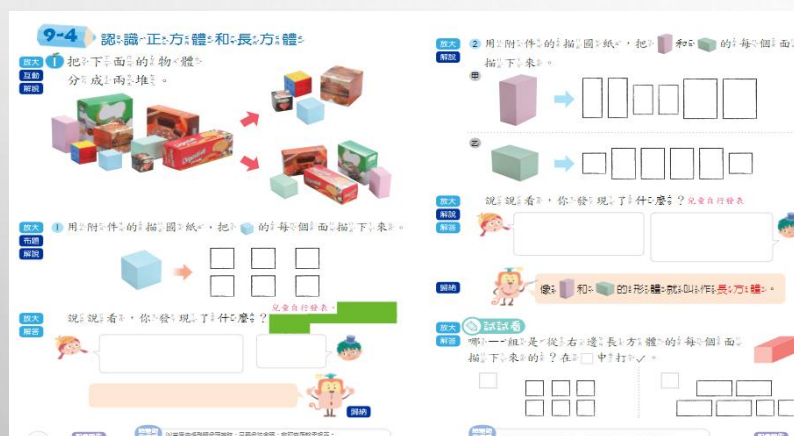 9-4 認識正方體和長方體
放大
互動
解說
1 把下面的物體
分成兩堆。
放大
布題
解說
1 用附件的描圖紙,把的每個面描下來。
放大
解答
說說看,你發現了什麼?
兒童自行發表。
歸納
放大
解說
2 用附件的描圖紙,把和的每個面
描下來。
甲
乙
放大
解說
解答
說說看,你發現了什麼?兒童自行發表
歸納
像和的形體就叫作長方體。
放大
解答
試試看
哪一組是從右邊長方體的每個面
描下來的?在□中打✓。